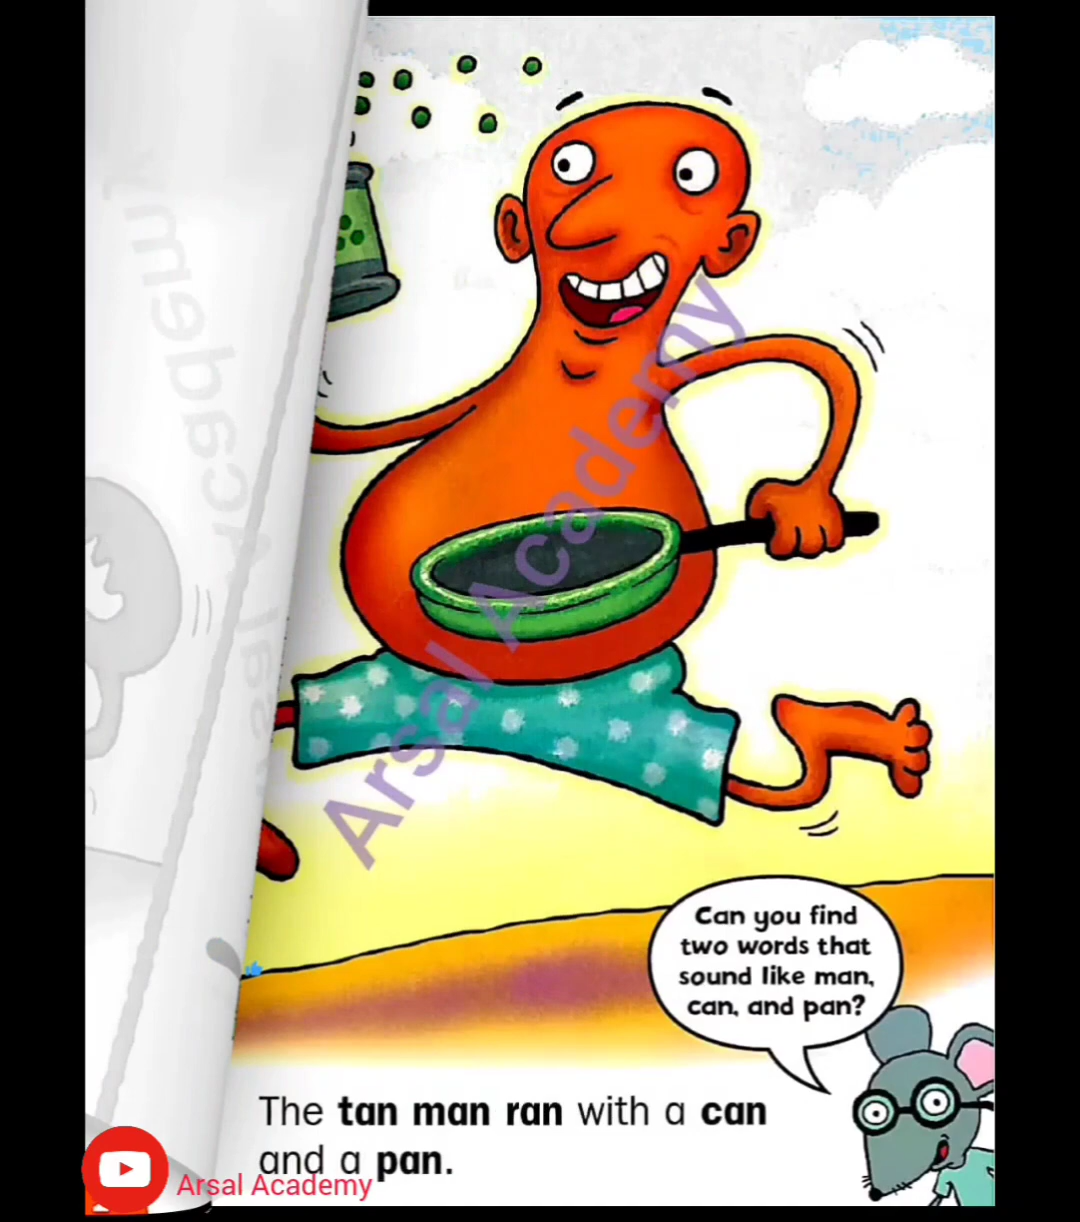 Arsal Academy
Can you find
two words that
sound like man,
can, and pan?
The tan man ran with a can
and a pan.
Arsal Academy